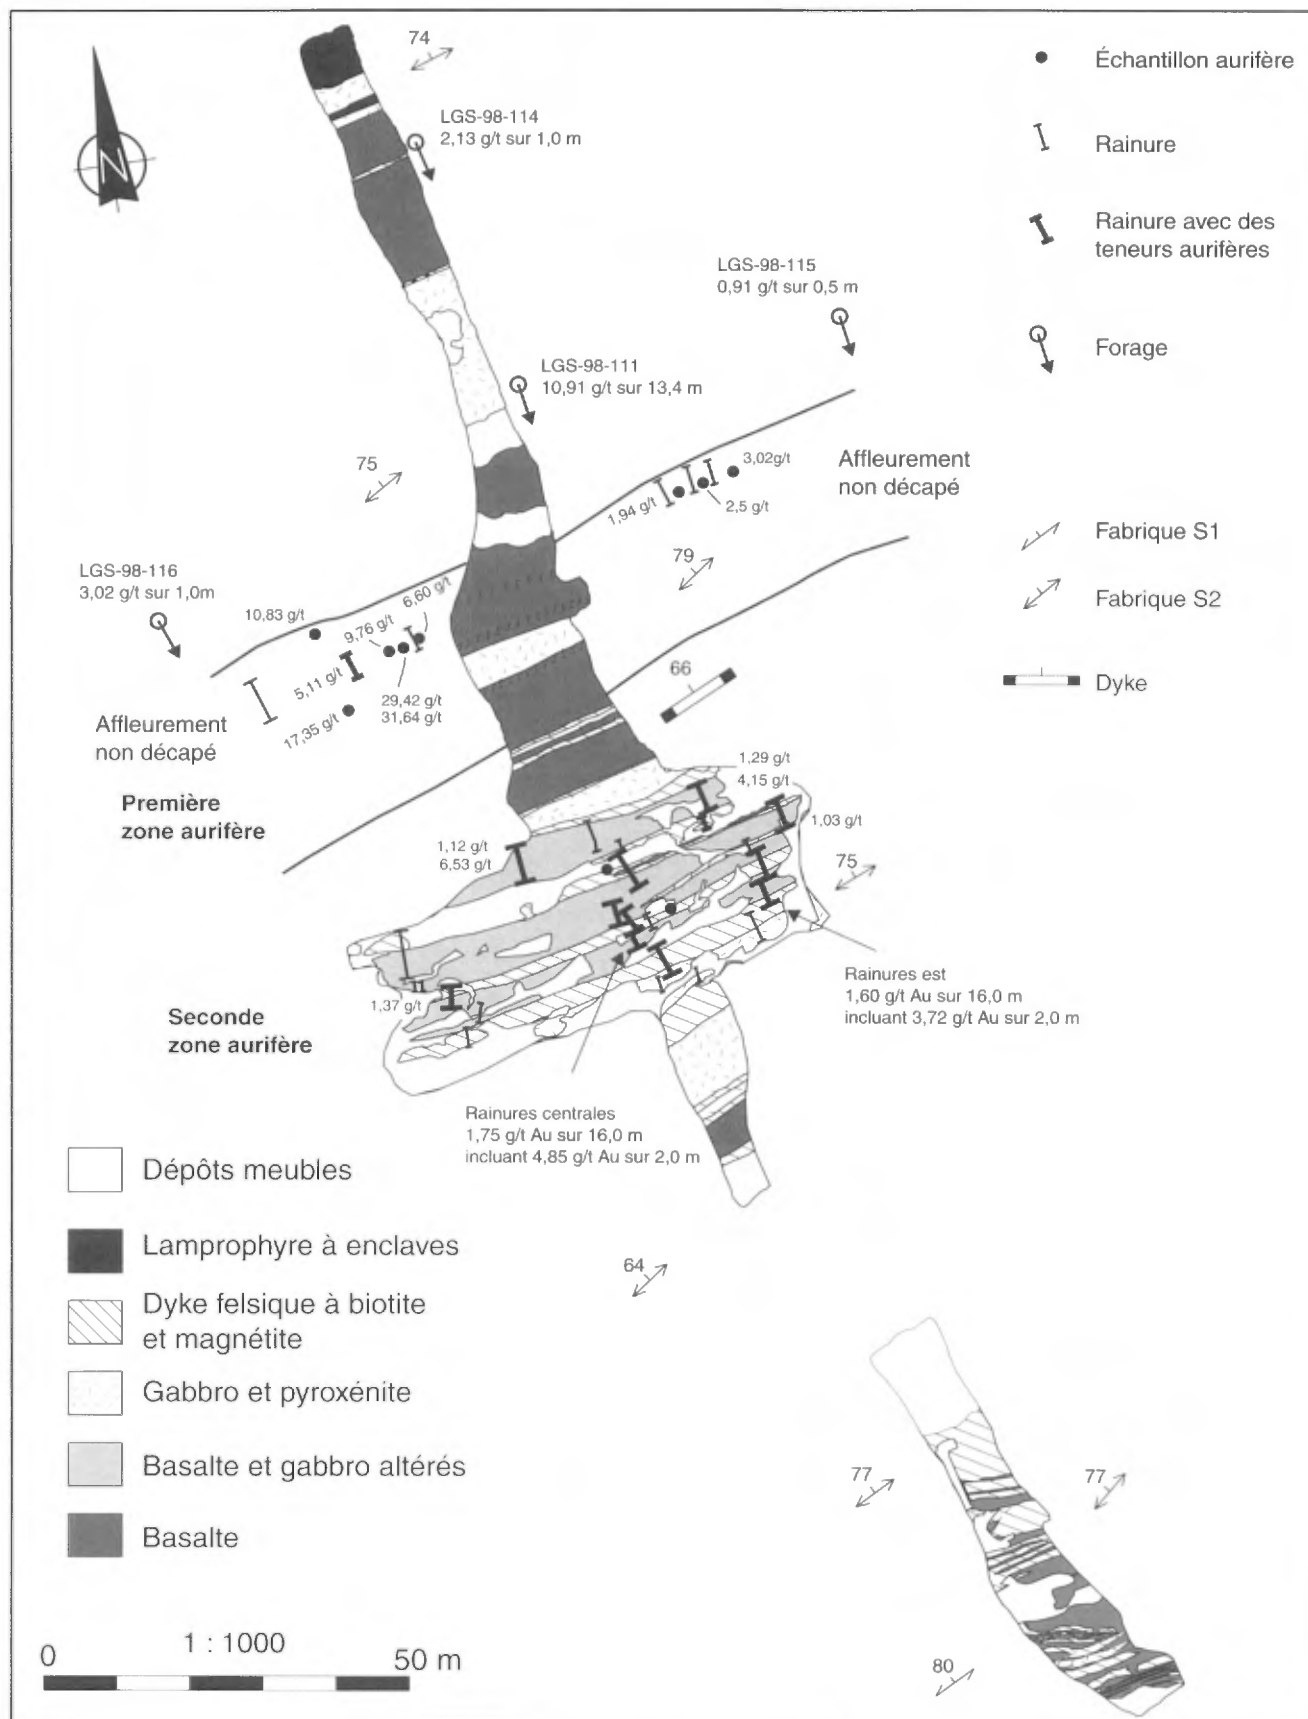 74
Échantillon aurifère
N
LGS-98-114
2,13 g/t sur 1,0 m
Rainure
Rainure avec des
teneurs aurifères
LGS-98-115
0,91 g/t sur 0,5 m
Forage
LGS-98-111
10,91 g/t sur 13,4 m
75
3,02g/t
1,94 g/t
2,5 g/t
Affleurement
non décapé
Fabrique S1
79
LGS-98-116
3,02 g/t sur 1,0m
Fabrique S2
10,83 g/t
9,76 g/t
6,60 g/t
5,11 g/t
29,42 g/t
31,64 g/t
17,35 g/t
66
Dyke
Affleurement
non décapé
Première
zone aurifère
1,29 g/t
4,15 g/t
1,03 g/t
1,12 g/t
6,53 g/t
75
Rainures est
1,60 g/t Au sur 16,0 m
incluant 3,72 g/t Au sur 2,0 m
1,37 g/t
Seconde
zone aurifère
Rainures centrales
1,75 g/t Au sur 16,0 m
incluant 4,85 g/t Au sur 2,0 m
Dépôts meubles
Lamprophyre à enclaves
64
Dyke felsique à biotite
et magnétite
Gabbro et pyroxénite
Basalte et gabbro altérés
77
77
Basalte
1 : 1000
0
50 m
80